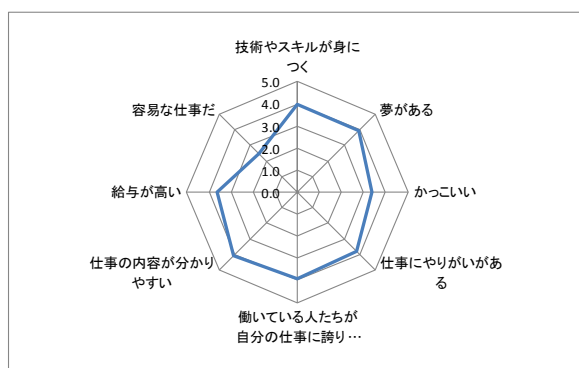 技術やスキルが身に
つく
夢がある
かっこいい
仕事にやりがいがあ
る
働いている人たちが
自分の仕事に誇り…
仕事の内容が分かり
やすい
給与が高い
容易な仕事だ
5.0
4.0
3.0
2.0
1.0
0.0